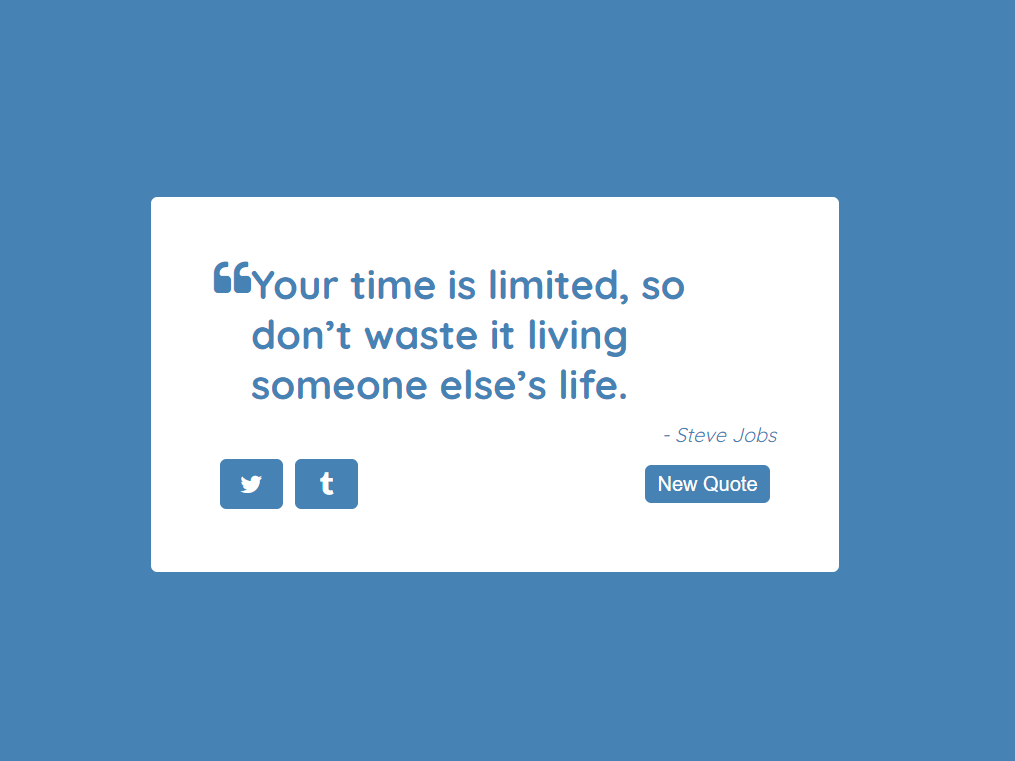 “Your time is limited, so
don’t waste it living
someone else’s life.
- Steve Jobs
t
New Quote